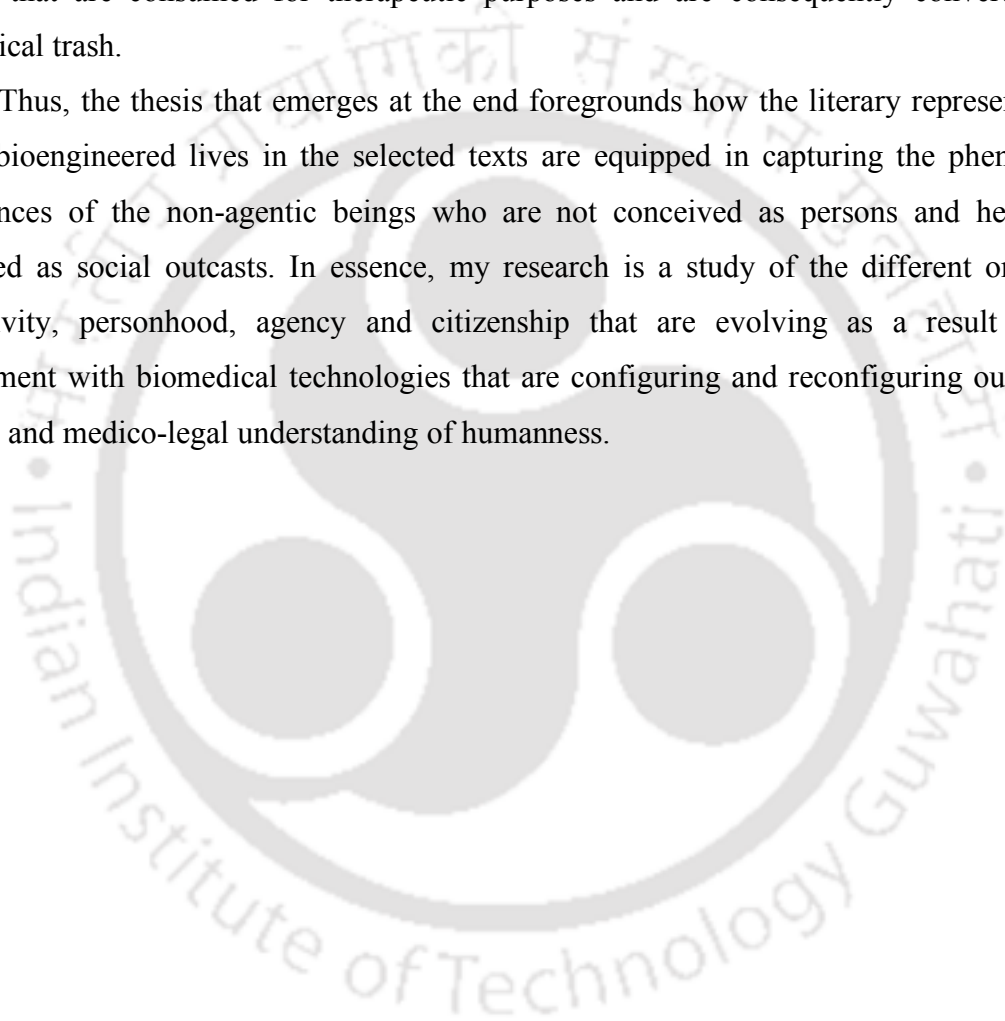 that are consumed for therapeutic purposes and are consequently convert
ical trash.
Thus, the thesis that emerges at the end foregrounds how the literary represe
bioengineered lives in the selected texts are equipped in capturing the phen
nces of the non-agentic beings who are not conceived as persons and he
ed as social outcasts. In essence, my research is a study of the different or
vity, personhood, agency and citizenship that are evolving as a result
ment with biomedical technologies that are configuring and reconfiguring ou
and medico-legal understanding of humanness.
Indian Institute of Technology Guwahati